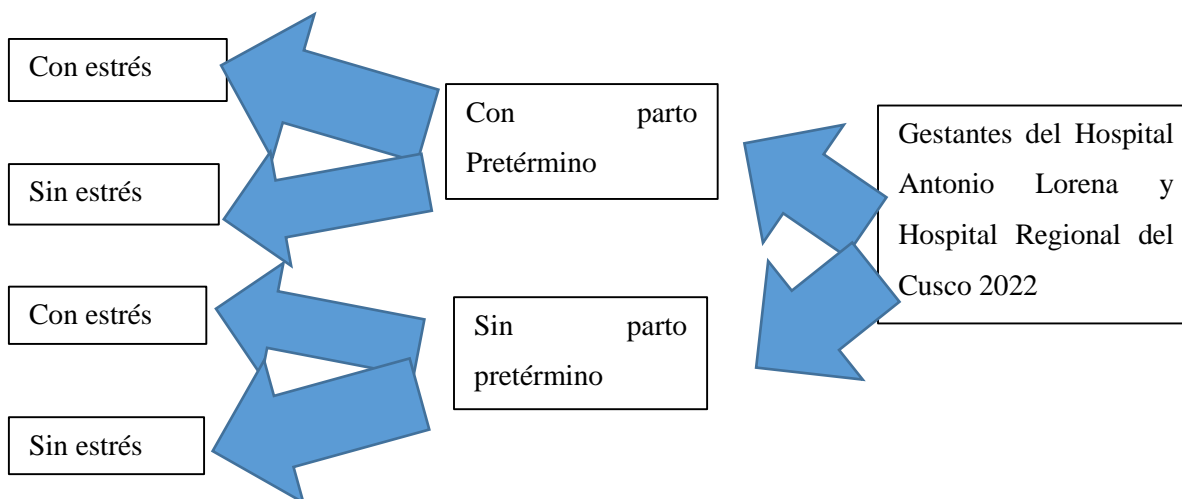 Con estrés
Sin estrés
Con estrés
Sin estrés
Con parto
Pretérmino
Sin parto
pretérmino
Gestantes del Hospital
Antonio Lorena y
Hospital Regional del
Cusco 2022